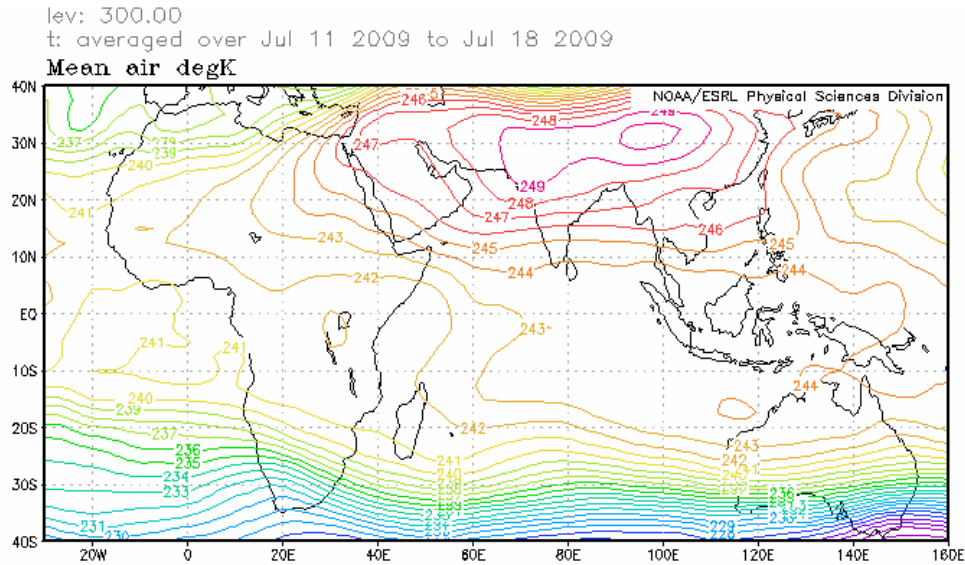 lev: 300.00
t: averaged over Jul 11 2009 to Jul 18 2009
Mean air degK
NOAA/ESRL Physical Sciences Division
40N
30N
20N
10N
EQ
10S
20S
30S
40S
20W
0
20E
40E
60E
80E
100E
120E
140E
160E
246
248
247
249
248
247
246
245
244
245
244
237
239
240
241
243
242
243
241
241
240
239
237
236
235
234
233
231
230
242
241
240
244
243
242
241
236
229
228